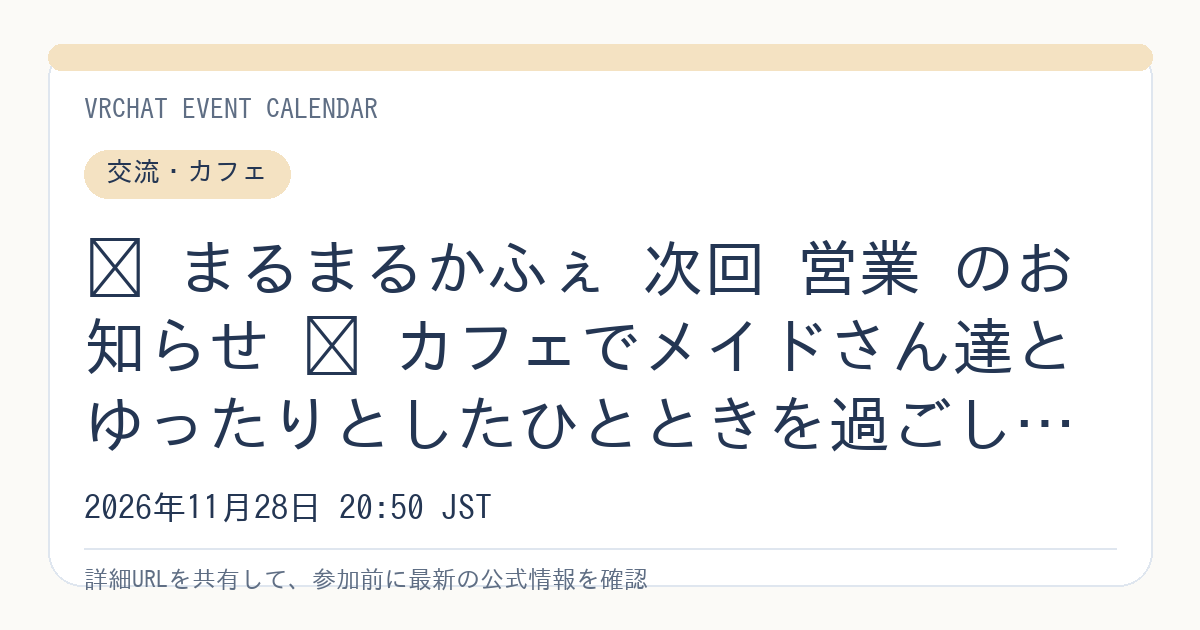 VRCHAT EVENT CALENDAR
交流・カフェ
まるまるかふぇ 次回 営業 のお
知らせ カフェでメイドさん達と
ゆったりとしたひとときを過ごし…
2026年11月28日 20:50 JST
詳細URLを共有して、参加前に最新の公式情報を確認